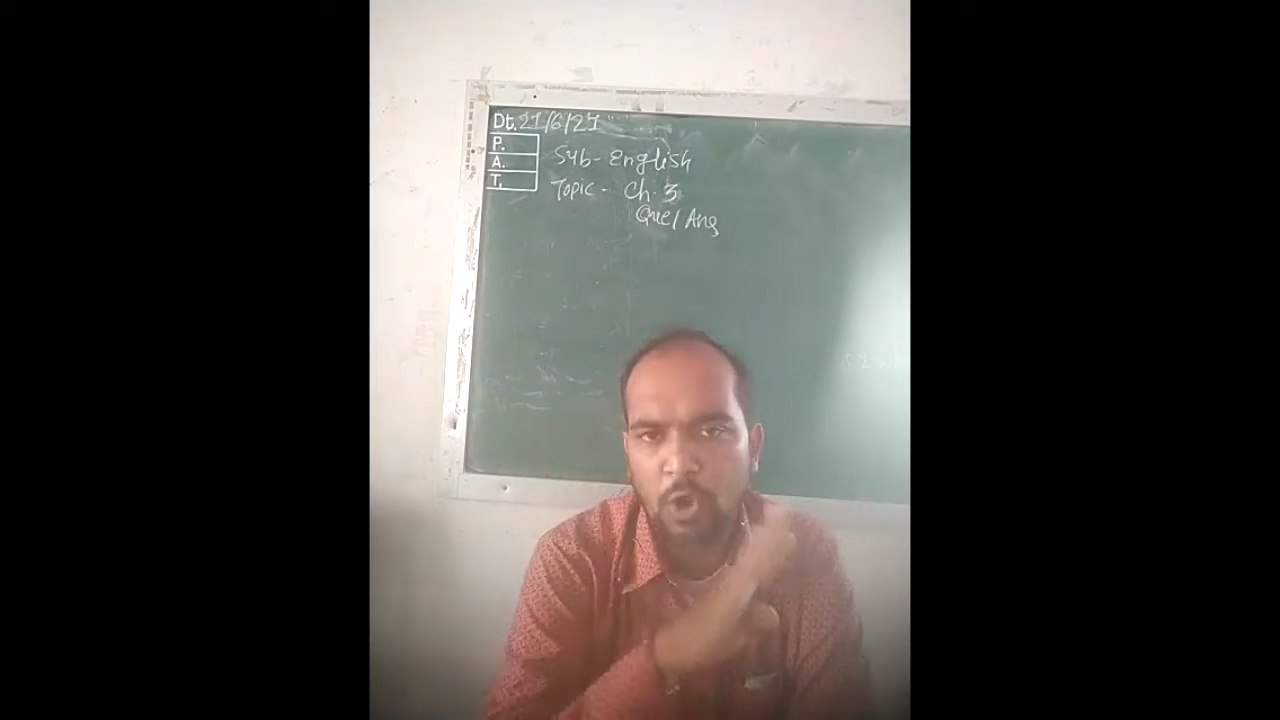 Dt. 21/6/21
P.
A.
T.
Sub- English
Topic - Ch. 3
Que/Ans